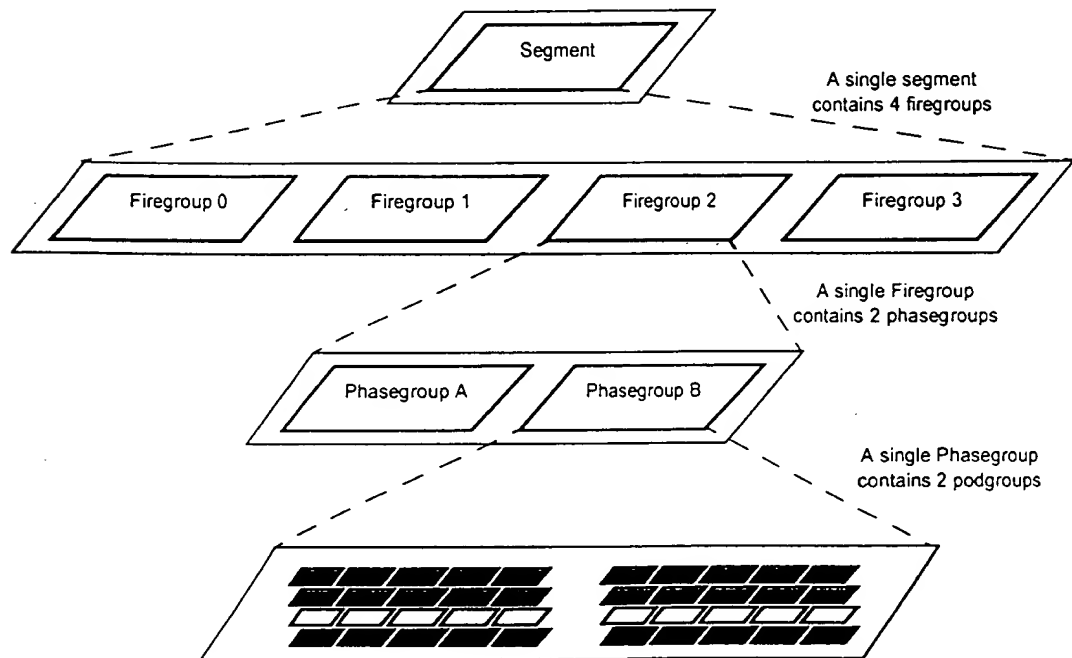 Segment
A single segment
contains 4 firegroups
Firegroup 0
Firegroup 1
Firegroup 2
Firegroup 3
A single Firegroup
contains 2 phasegroups
Phasegroup A
Phasegroup B
A single Phasegroup
contains 2 podgroups